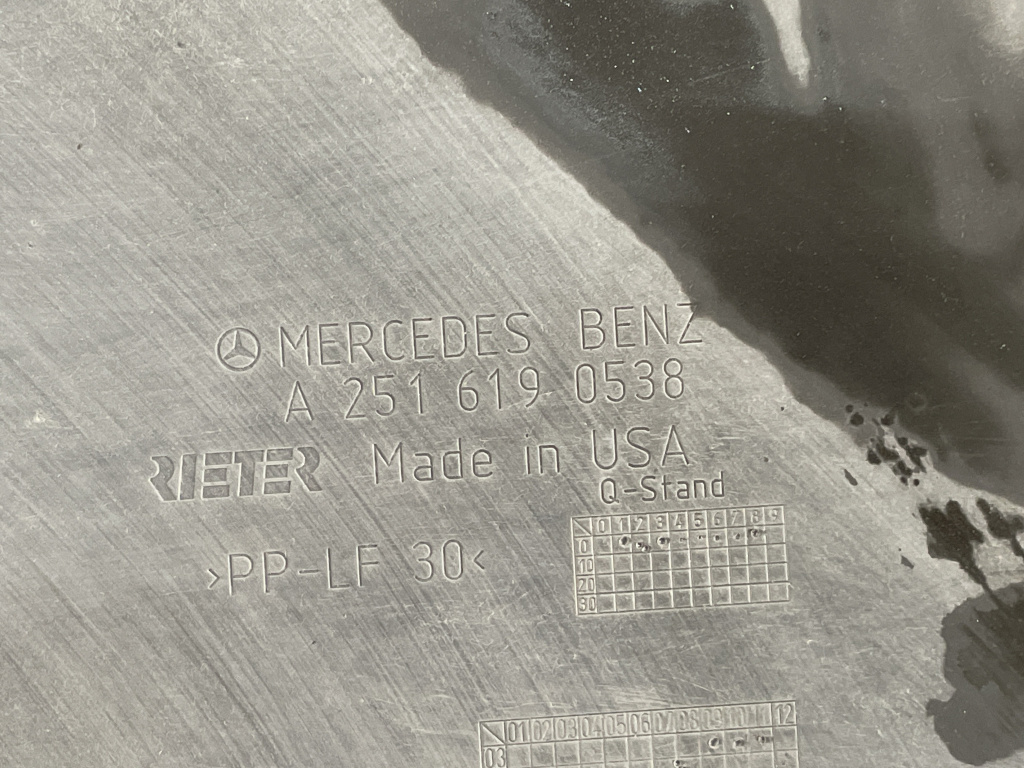 MERCEDES BENZ
A 251 619 0538
RIETER Made in USA
Q-Stand
>PP-LF 30<
0 1 2 3 4 5 6 7 8 9
0
10
20
30
01 02 03 04 05 06 07 08 09 10 11 12
03